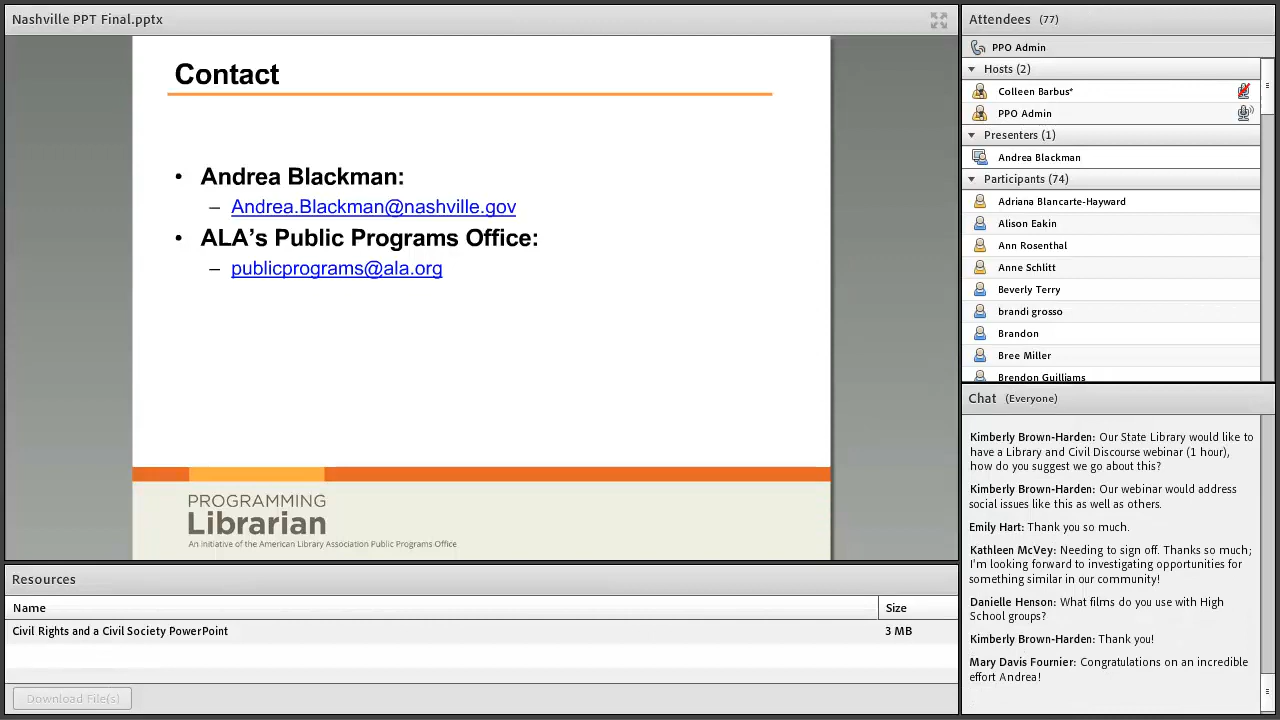 Nashville PPT Final.pptx
Contact
• Andrea Blackman:
– Andrea.Blackman@nashville.gov
• ALA’s Public Programs Office:
– publicprograms@ala.org
PROGRAMMING
Librarian
An initiative of the American Library Association Public Programs Office
Resources
Name
Size
Civil Rights and a Civil Society PowerPoint
3 MB
Download File(s)
Attendees (77)
PPO Admin
Hosts (2)
Colleen Barbus*
PPO Admin
Presenters (1)
Andrea Blackman
Participants (74)
Adriana Blancarte-Hayward
Alison Eakin
Ann Rosenthal
Anne Schlitt
Beverly Terry
brandi grosso
Brandon
Bree Miller
Brendon Guilliams
Chat (Everyone)
Kimberly Brown-Harden: Our State Library would like to
have a Library and Civil Discourse webinar (1 hour),
how do you suggest we go about this?
Kimberly Brown-Harden: Our webinar would address
social issues like this as well as others.
Emily Hart: Thank you so much.
Kathleen McVey: Needing to sign off. Thanks so much;
I'm looking forward to investigating opportunities for
something similar in our community!
Danielle Henson: What films do you use with High
School groups?
Kimberly Brown-Harden: Thank you!
Mary Davis Fournier: Congratulations on an incredible
effort Andrea!